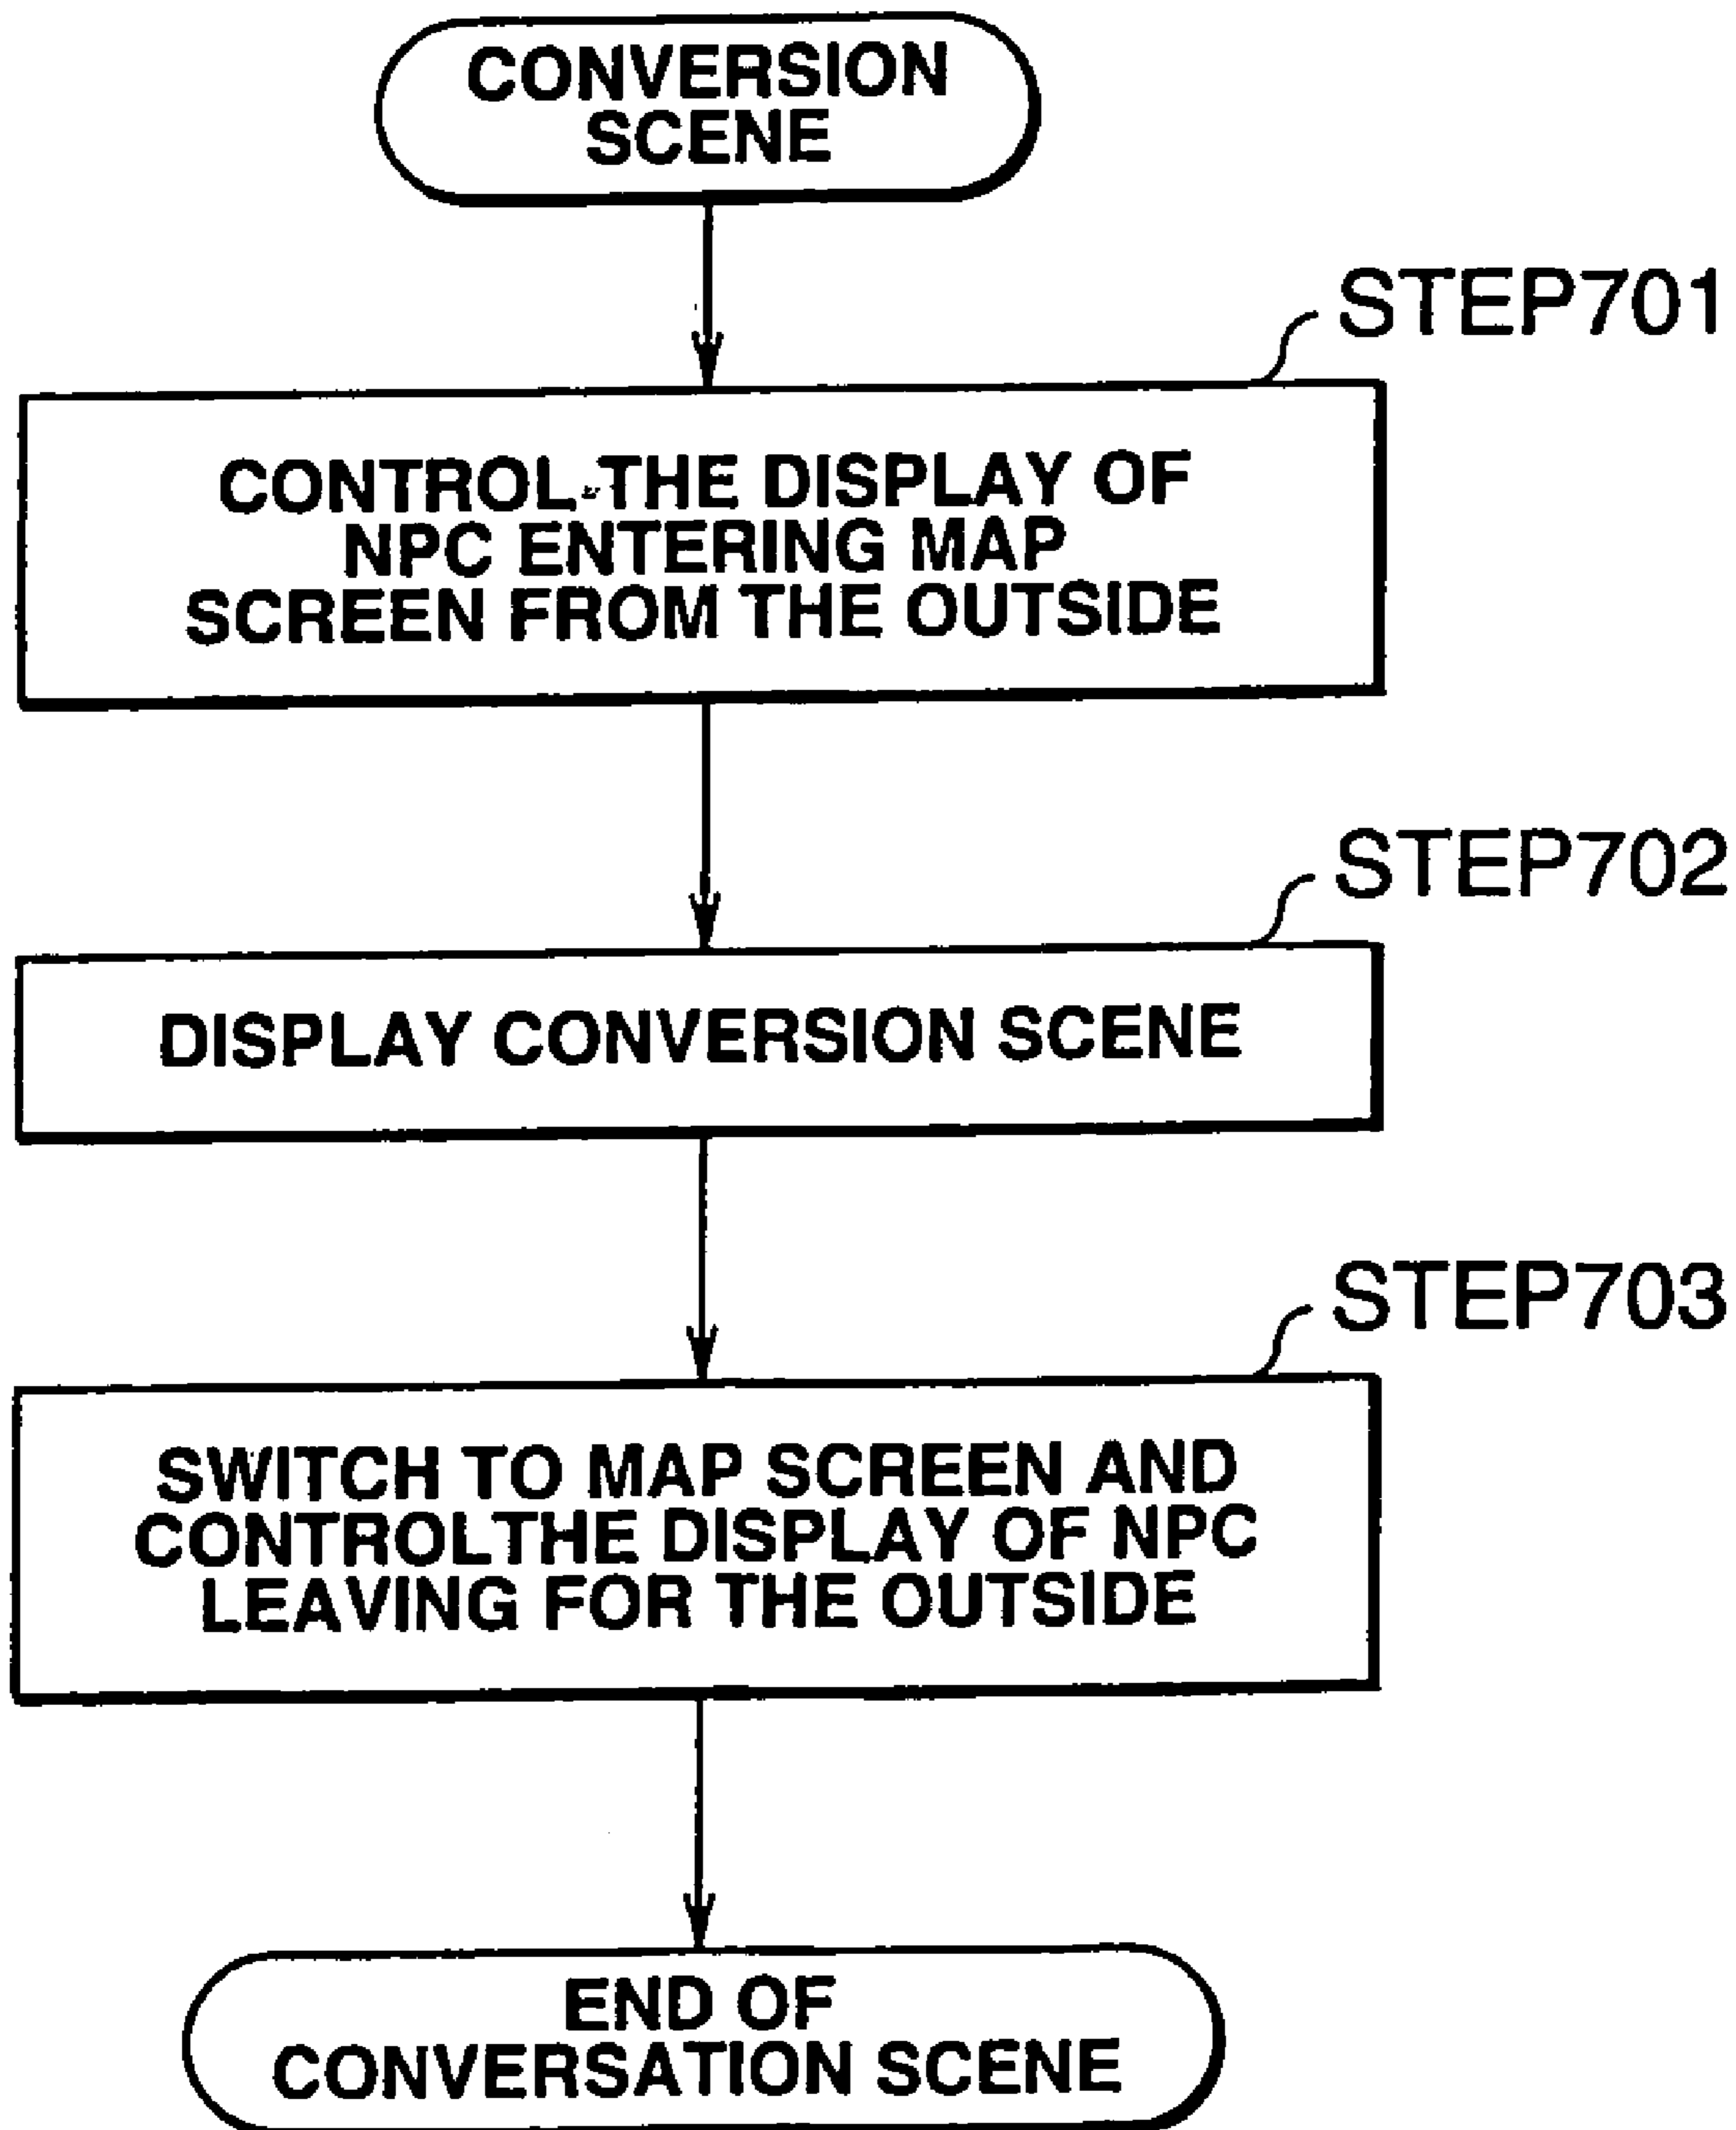 CONVERSION
SCENE
STEP701
CONTROL THE DISPLAY OF
NPC ENTERING MAP
SCREEN FROM THE OUTSIDE
STEP702
DISPLAY CONVERSION SCENE
STEP703
SWITCH TO MAP SCREEN AND
CONTROLTHE DISPLAY OF NPC
LEAVING FOR THE OUTSIDE
END OF
CONVERSATION SCENE